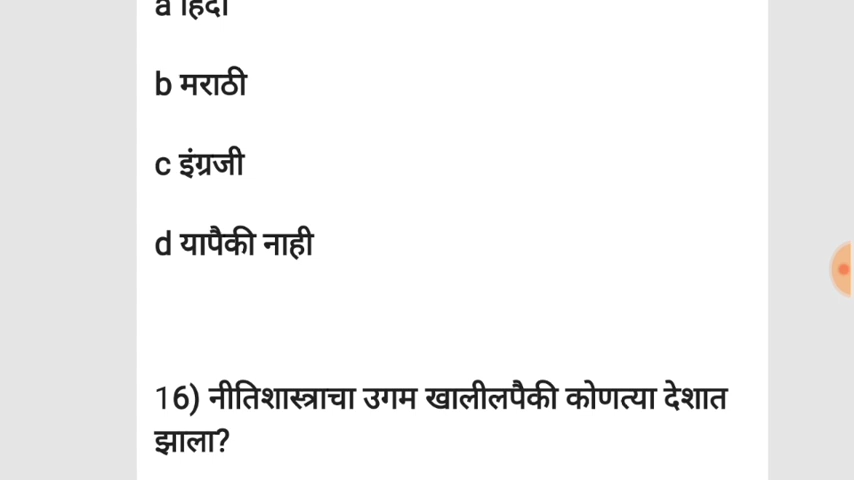 a हिंदी
b मराठी
c इंग्रजी
d यापैकी नाही
16) नीतिशास्त्राचा उगम खालीलपैकी कोणत्या देशात
झाला?